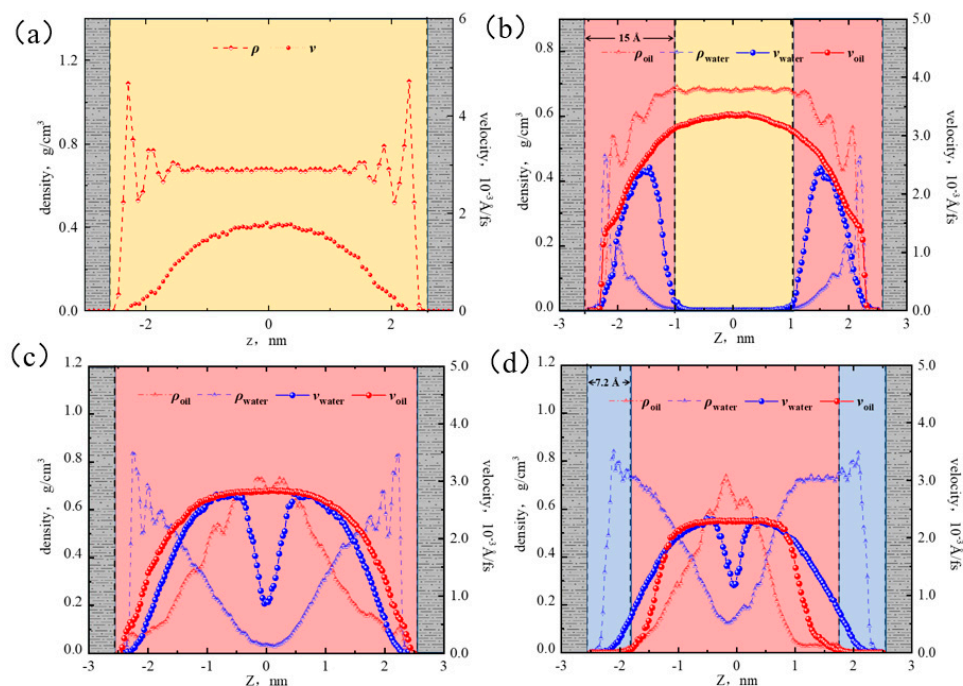 (a)
ρ v
density, g/cm³
1.2
0.8
0.4
0.0
6
4
2
0
velocity, 10⁻³Å/fs
-2 0 2
Z, nm
(b)
15 Å
ρoil ρwater vwater voil
density, g/cm³
0.8
0.6
0.4
0.2
0.0
5.0
4.0
3.0
2.0
1.0
0.0
velocity, 10⁻³Å/fs
-3 -2 -1 0 1 2 3
Z, nm
(c)
ρoil ρwater vwater voil
density, g/cm³
1.2
1.0
0.8
0.6
0.4
0.2
0.0
5.0
4.0
3.0
2.0
1.0
0.0
velocity, 10⁻³Å/fs
-3 -2 -1 0 1 2 3
Z, nm
(d)
7.2 Å
ρoil ρwater vwater voil
density, g/cm³
1.2
1.0
0.8
0.6
0.4
0.2
0.0
5.0
4.0
3.0
2.0
1.0
0.0
velocity, 10⁻³Å/fs
-3 -2 -1 0 1 2 3
Z, nm